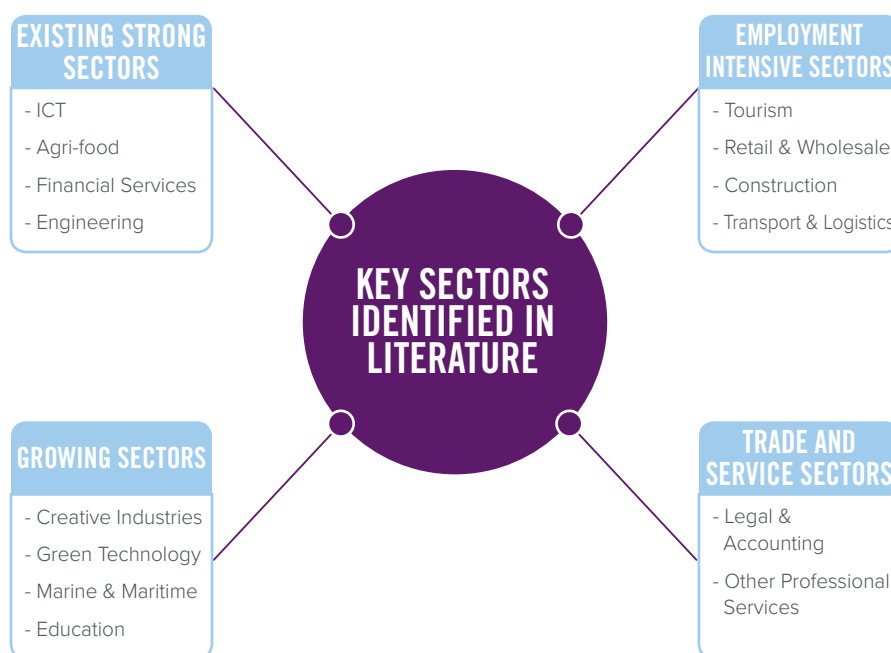 EXISTING STRONG
SECTORS
- ICT
- Agri-food
- Financial Services
- Engineering
EMPLOYMENT
INTENSIVE SECTORS
- Tourism
- Retail & Wholesale
- Construction
- Transport & Logistics
KEY SECTORS
IDENTIFIED IN
LITERATURE
GROWING SECTORS
- Creative Industries
- Green Technology
- Marine & Maritime
- Education
TRADE AND
SERVICE SECTORS
- Legal &
Accounting
- Other Professional
Services